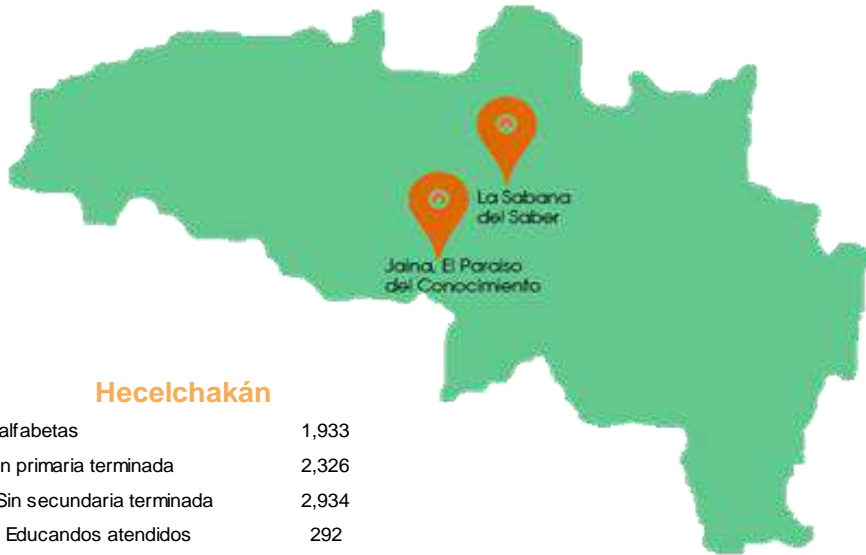 La Sabana
del Saber
Jaina, El Paraiso
del Conocimiento
Hecelchakán
alfabetas 1,933
n primaria terminada 2,326
Sin secundaria terminada 2,934
Educandos atendidos 292